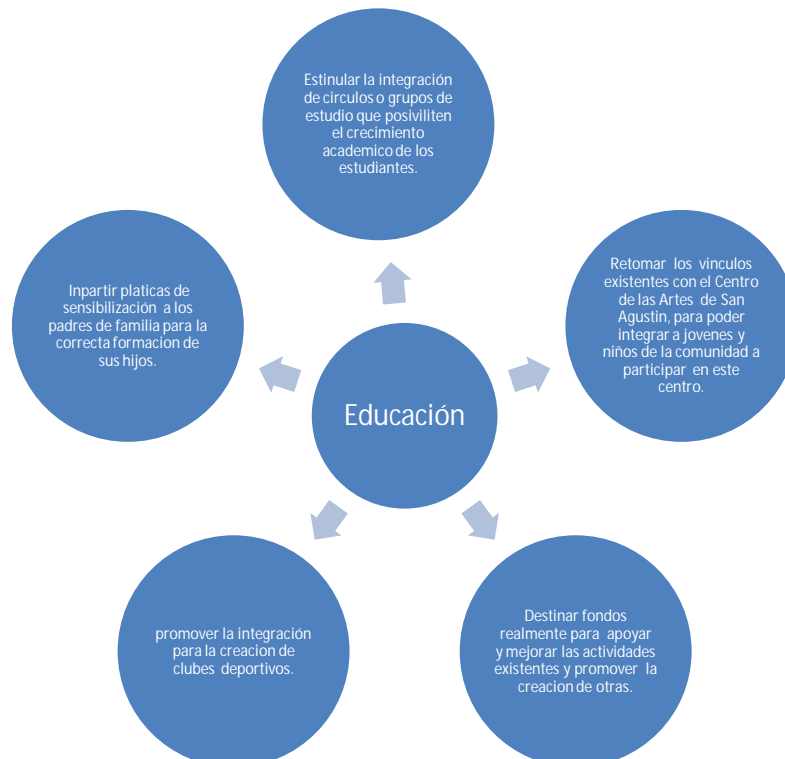 Estinular la integración
de circulos o grupos de
estudio que posiviliten
el crecimiento
academico de los
estudiantes.
Retomar los vinculos
existentes con el Centro
de las Artes de San
Agustin, para poder
integrar a jovenes y
niños de la comunidad a
participar en este
centro.
Destinar fondos
realmente para apoyar
y mejorar las actividades
existentes y promover la
creacion de otras.
promover la integración
para la creacion de
clubes deportivos.
Inpartir platicas de
sensibilización a los
padres de familia para la
correcta formacion de
sus hijos.
Educación